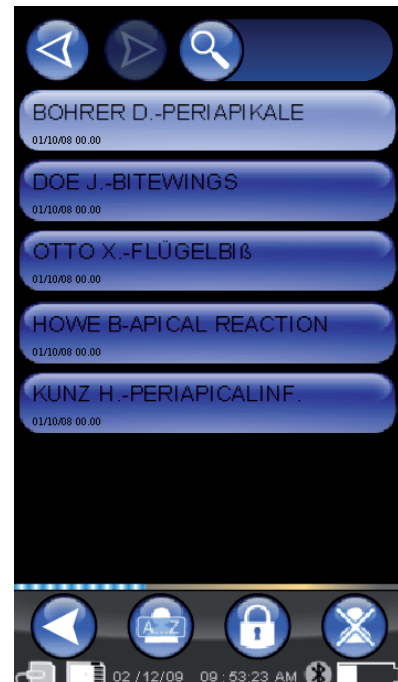 BOHRER D.-PERIAPIKALE
01/10/08 00.00
DOE J.-BITEWINGS
01/10/08 00.00
OTTO X.-FLÜGELBIß
01/10/08 00.00
HOWE B-APICAL REACTION
01/10/08 00.00
KUNZ H.-PERIAPICALINF.
01/10/08 00.00
A...Z
02 /12/09 09 : 53:23 AM